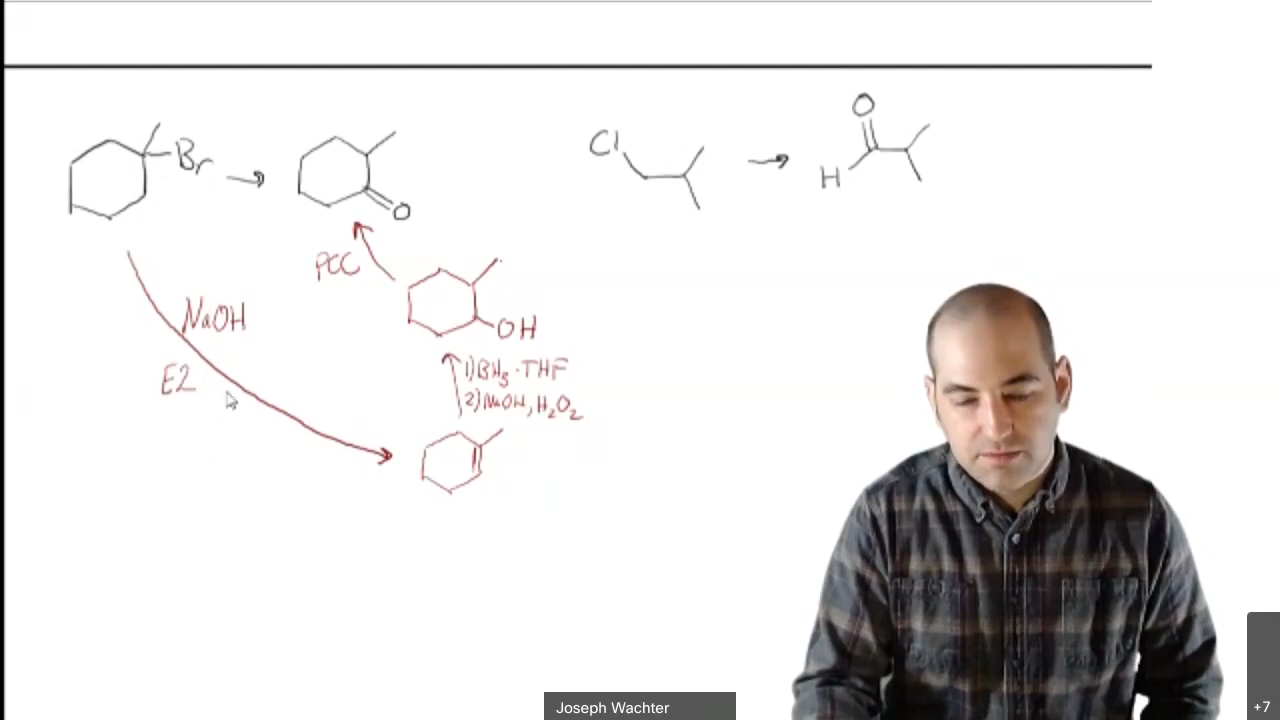 Br
O
Cl
O
H
PCC
NaOH
E2
OH
1) BH₃·THF
2) NaOH, H₂O₂
Joseph Wachter
+7